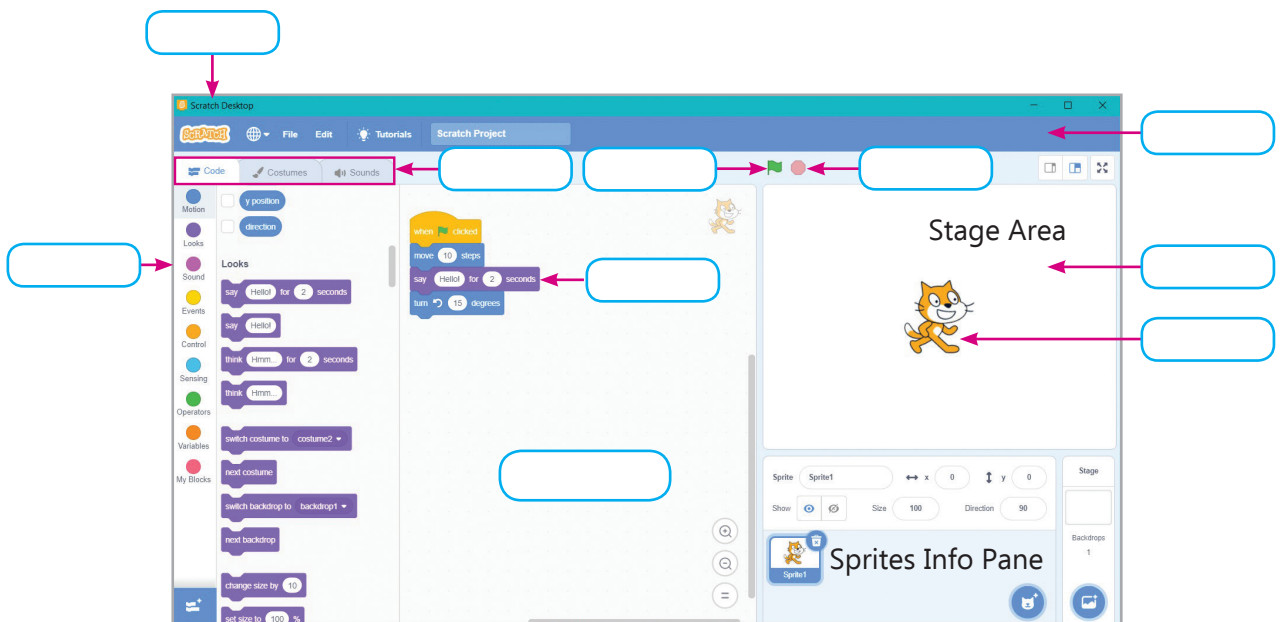 Scratch Desktop
SCRATCH File Edit Tutorials Scratch Project
Code Costumes Sounds
Motion
Looks
Sound
Events
Control
Sensing
Operators
Variables
My Blocks
y position
direction
Looks
say Hello! for 2 seconds
say Hello!
think Hmm... for 2 seconds
think Hmm...
switch costume to costume2
next costume
switch backdrop to backdrop1
next backdrop
change size by 10
set size to 100 %
when clicked
move 10 steps
say Hello! for 2 seconds
turn 15 degrees
Stage Area
Sprite Sprite1 x 0 y 0
Show Size 100 Direction 90
Sprite1
Sprites Info Pane
Stage
Backdrops
1